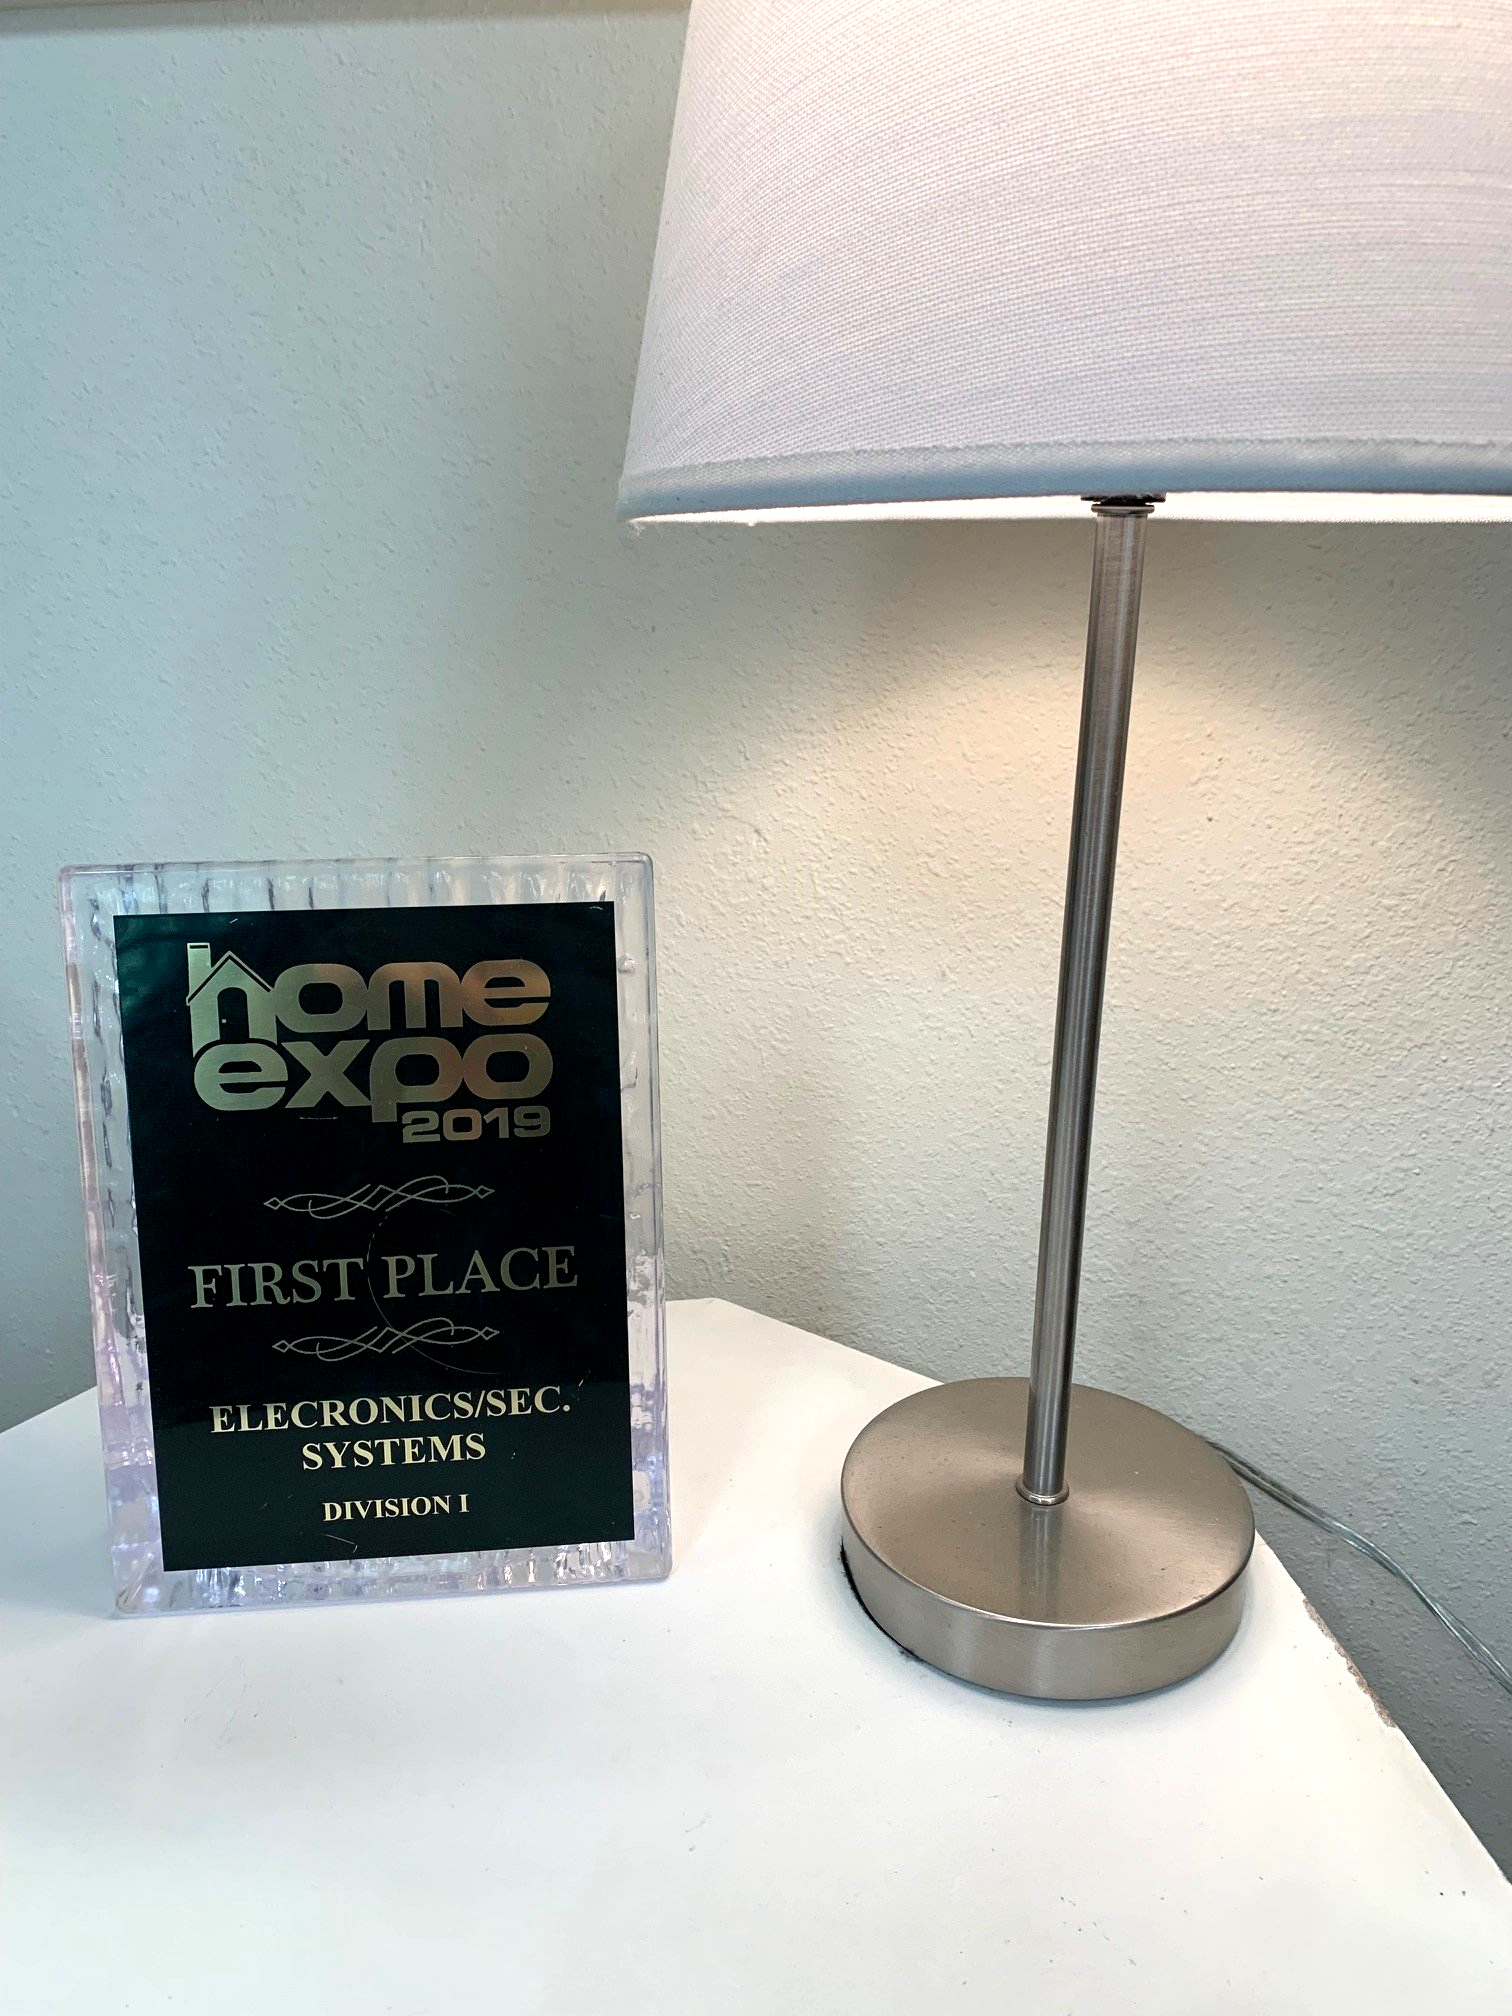 home
expo
2019
FIRST PLACE
ELECRONICS/SEC.
SYSTEMS
DIVISION I